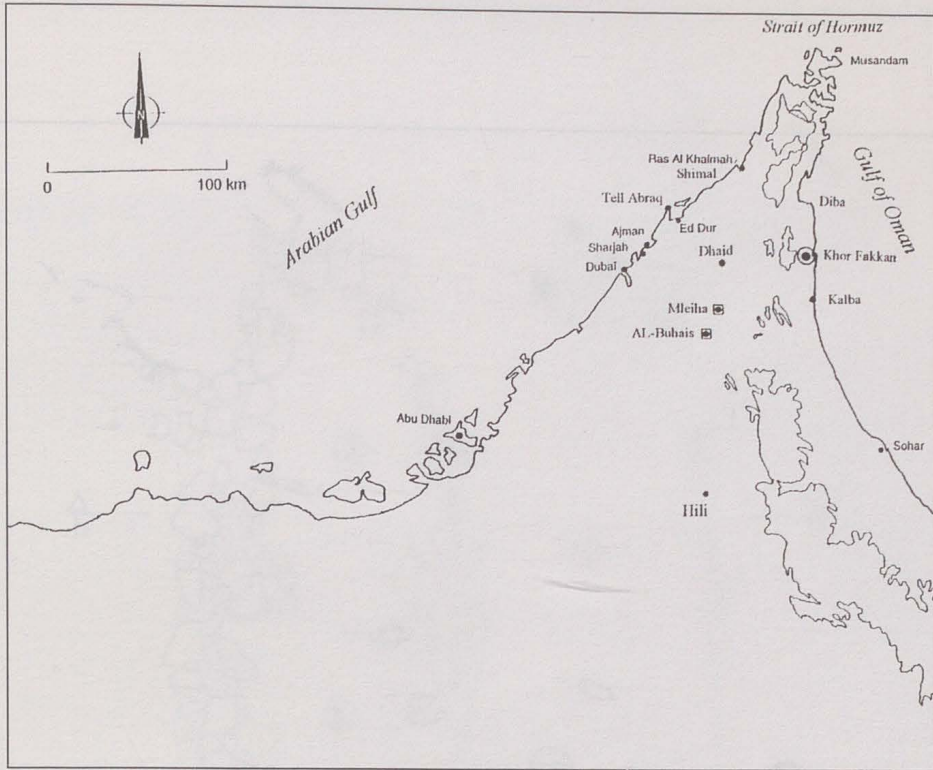 Strait of Hormuz
Musandam
N
0 100 km
Ras Al Khaimah
Shimal
Gulf of Oman
Arabian Gulf
Tell Abraq
Diba
Ed Dur
Ajman
Sharjah
Dhaid
Khor Fakkan
Dubai
Kalba
Mleiha
AL-Buhais
Abu Dhabi
Sohar
Hili